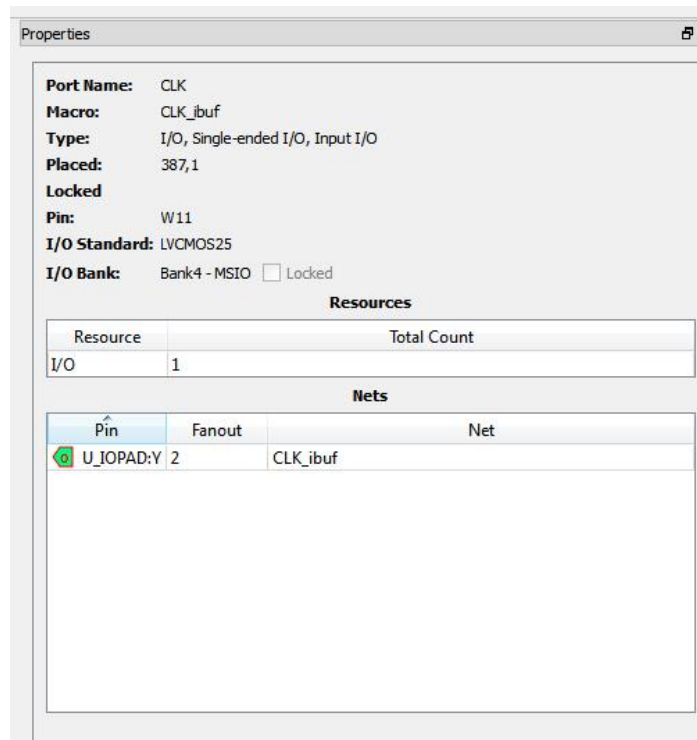 Properties
Port Name: CLK
Macro: CLK_ibuf
Type: I/O, Single-ended I/O, Input I/O
Placed: 387,1
Locked
Pin: W11
I/O Standard: LVCMOS25
I/O Bank: Bank4 - MSIO Locked
Resources
Resource Total Count
I/O 1
Nets
Pin Fanout Net
O U_IOPAD:Y 2 CLK_ibuf